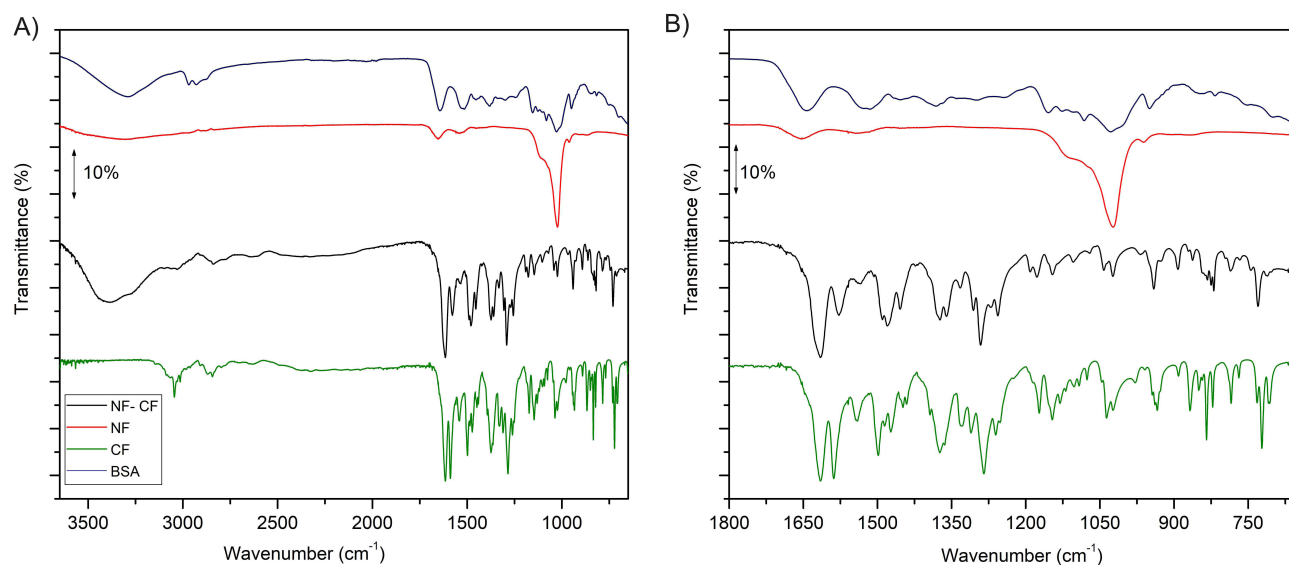 A)
Transmittance (%)
10%
NF- CF
NF
CF
BSA
3500 3000 2500 2000 1500 1000
Wavenumber (cm⁻¹)
B)
Transmittance (%)
10%
1800 1650 1500 1350 1200 1050 900 750
Wavenumber (cm⁻¹)